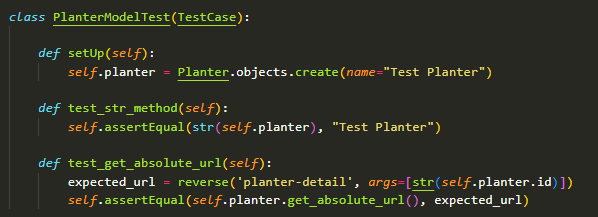 class PlanterModelTest(TestCase):
def setUp(self):
self.planter = Planter.objects.create(name="Test Planter")
def test_str_method(self):
self.assertEqual(str(self.planter), "Test Planter")
def test_get_absolute_url(self):
expected_url = reverse('planter-detail', args=[str(self.planter.id)])
self.assertEqual(self.planter.get_absolute_url(), expected_url)